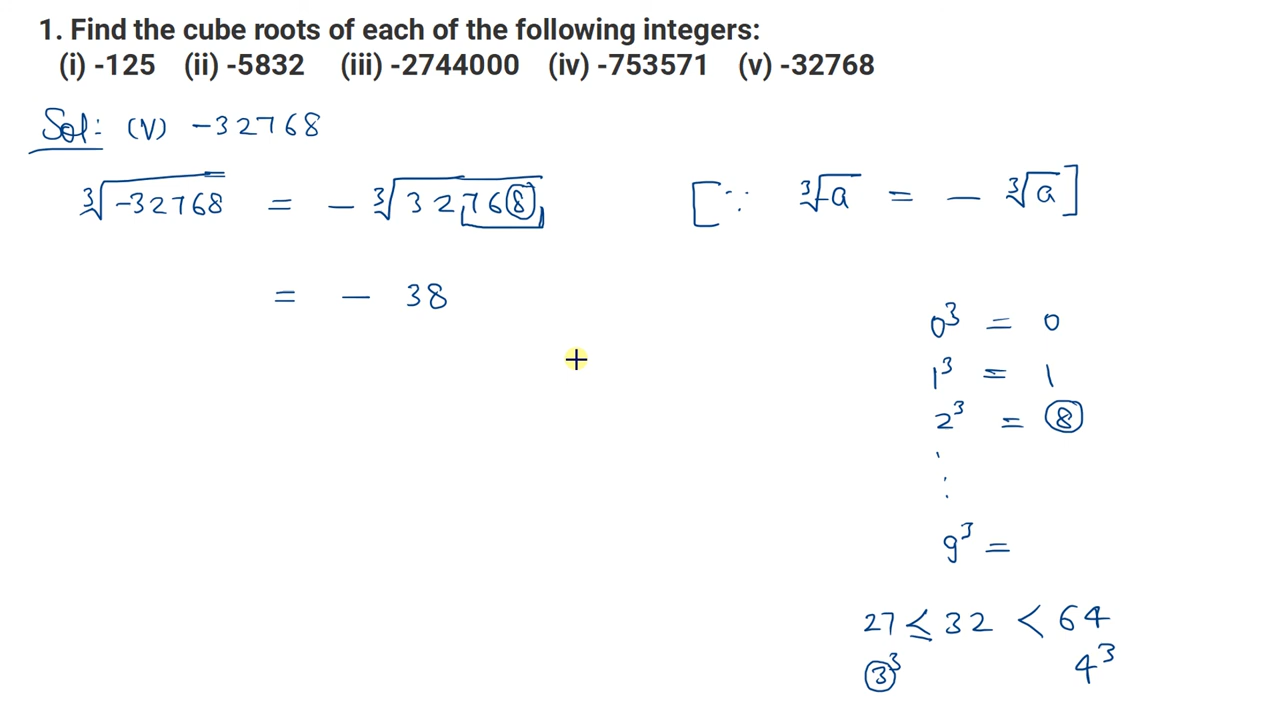 1. Find the cube roots of each of the following integers:
(i) -125 (ii) -5832 (iii) -2744000 (iv) -753571 (v) -32768
Sol: (V) -32768
∛-32768 = - ∛32768 [∵ ∛-a = - ∛a]
= - 38
0³ = 0
1³ = 1
2³ = 8
⋮
9³ =
27 ≤ 32 < 64
3³ 4³